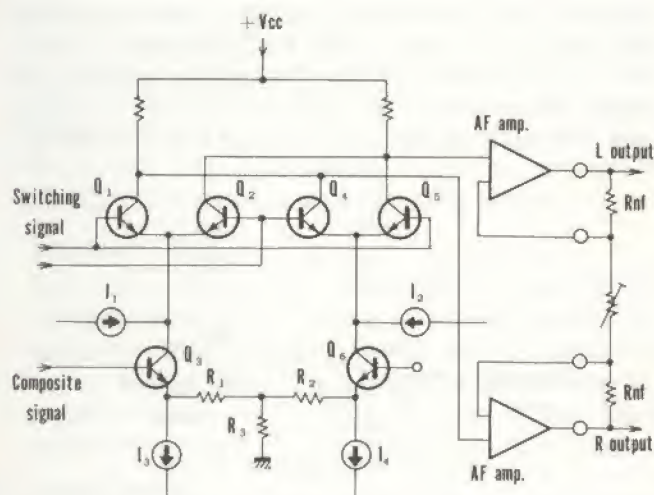 + Vcc
AF amp.
L output
Q₁
Q₂
Q₄
Q₅
Rnf
Switching
signal
I₁
I₂
Q₃
Q₆
Composite
signal
R₁
R₂
R₃
Rnf
I₃
I₄
R output
AF amp.